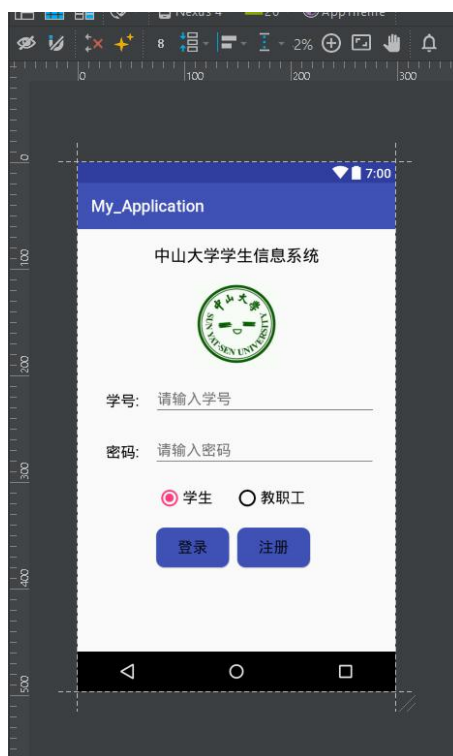 Nexus 4 26 AppTheme
8 2%
0 100 200 300
0
100
200
300
400
500
7:00
My_Application
中山大学学生信息系统
中山大学
SUN YAT-SEN UNIVERSITY
学号: 请输入学号
密码: 请输入密码
学生 教职工
登录 注册